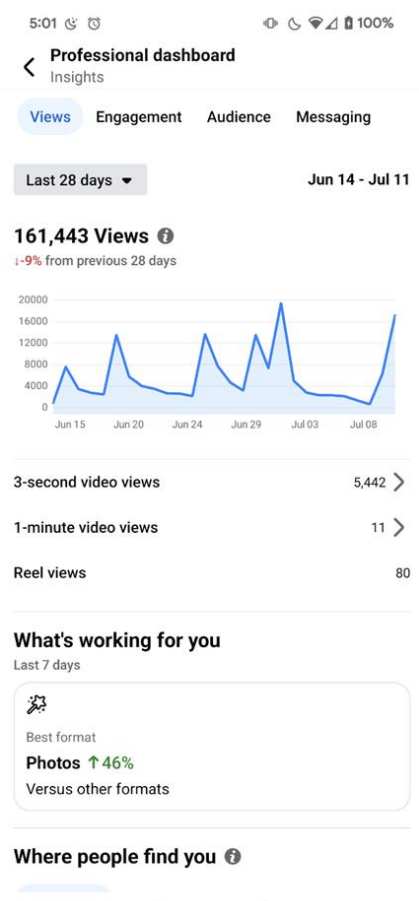 5:01
100%
Professional dashboard
Insights
Views Engagement Audience Messaging
Last 28 days Jun 14 - Jul 11
161,443 Views
↓-9% from previous 28 days
20000
16000
12000
8000
4000
0
Jun 15 Jun 20 Jun 24 Jun 29 Jul 03 Jul 08
3-second video views 5,442
1-minute video views 11
Reel views 80
What's working for you
Last 7 days
Best format
Photos ↑46%
Versus other formats
Where people find you